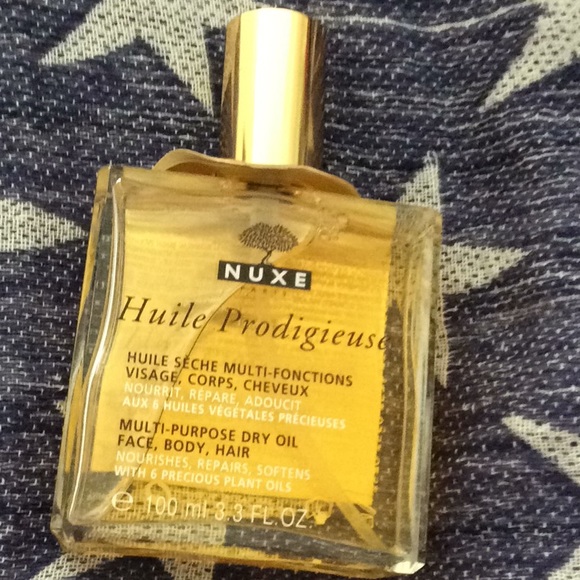 NUXE
Huile Prodigieuse
HUILE SÈCHE MULTI-FONCTIONS
VISAGE, CORPS, CHEVEUX
NOURRIT, RÉPARE, ADOUCIT
AUX 6 HUILES VÉGÉTALES PRÉCIEUSES
MULTI-PURPOSE DRY OIL
FACE, BODY, HAIR
NOURISHES, REPAIRS, SOFTENS
WITH 6 PRECIOUS PLANT OILS
℮ 100 ml 3.3 FL.OZ.